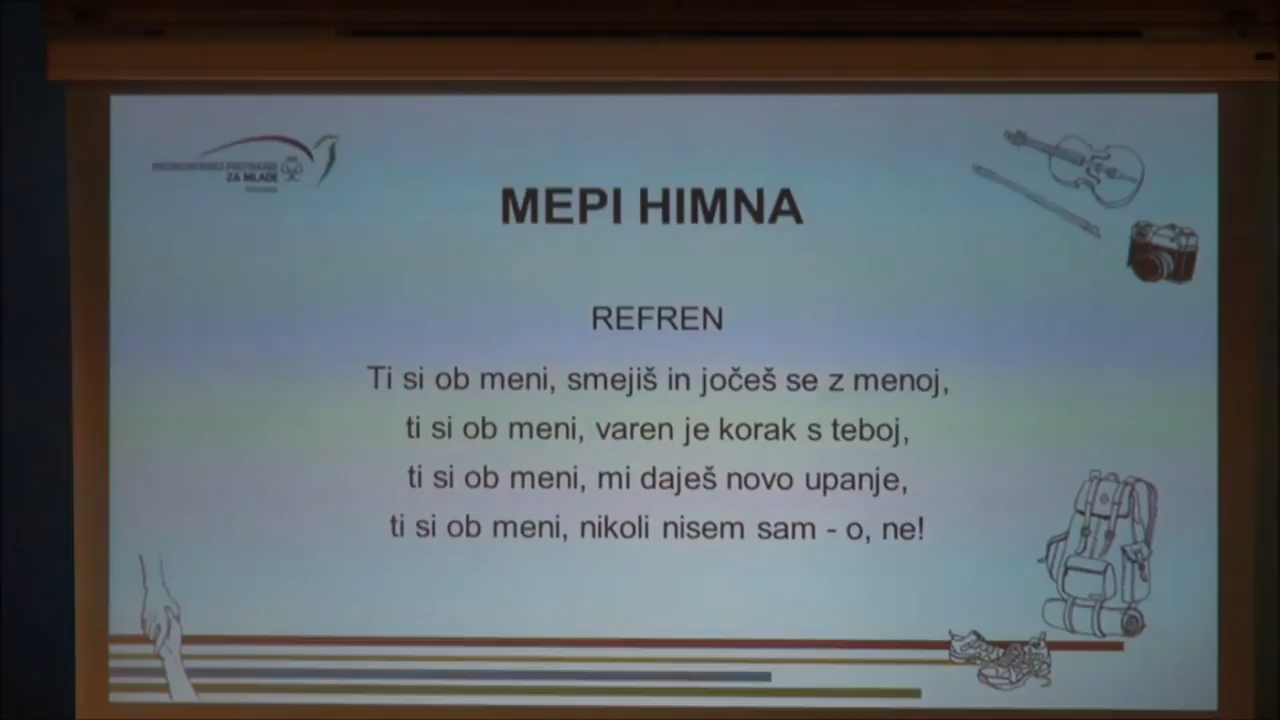 ZA MLADE
MEPI HIMNA
REFREN
Ti si ob meni, smejiš in jočeš se z menoj,
ti si ob meni, varen je korak s teboj,
ti si ob meni, mi daješ novo upanje,
ti si ob meni, nikoli nisem sam - o, ne!